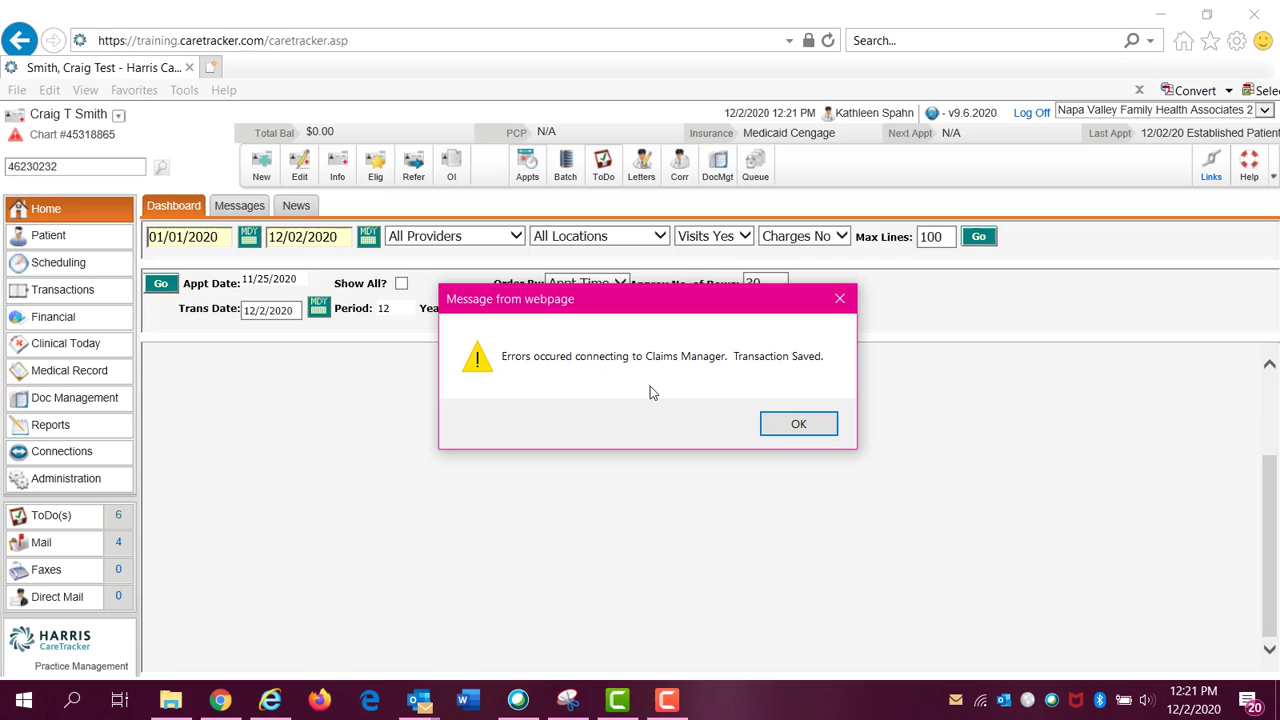 https://training.caretracker.com/caretracker.asp
Search...
Smith, Craig Test - Harris Ca...
File Edit View Favorites Tools Help
Convert
Craig T Smith
12/2/2020 12:21 PM
Kathleen Spahn
- v9.6.2020
Log Off
Napa Valley Family Health Associates 2
Chart #45318865
Total Bal $0.00
PCP N/A
Insurance Medicaid Cengage
Next Appt N/A
Last Appt 12/02/20 Established Patien
46230232
New Edit Info Elig Refer OI Appts Batch ToDo Letters Corr DocMgt Queue Links Help
Home
Dashboard Messages News
Patient
01/01/2020 MDY 12/02/2020 MDY All Providers All Locations Visits Yes Charges No Max Lines: 100 Go
Scheduling
Go Appt Date: 11/25/2020 Show All?
Transactions
Trans Date: 12/2/2020 MDY Period: 12
Financial
Clinical Today
Medical Record
Doc Management
Reports
Connections
Administration
Message from webpage
Errors occured connecting to Claims Manager. Transaction Saved.
OK
ToDo(s) 6
Mail 4
Faxes 0
Direct Mail 0
HARRIS
CareTracker
Practice Management
12:21 PM
12/2/2020
20